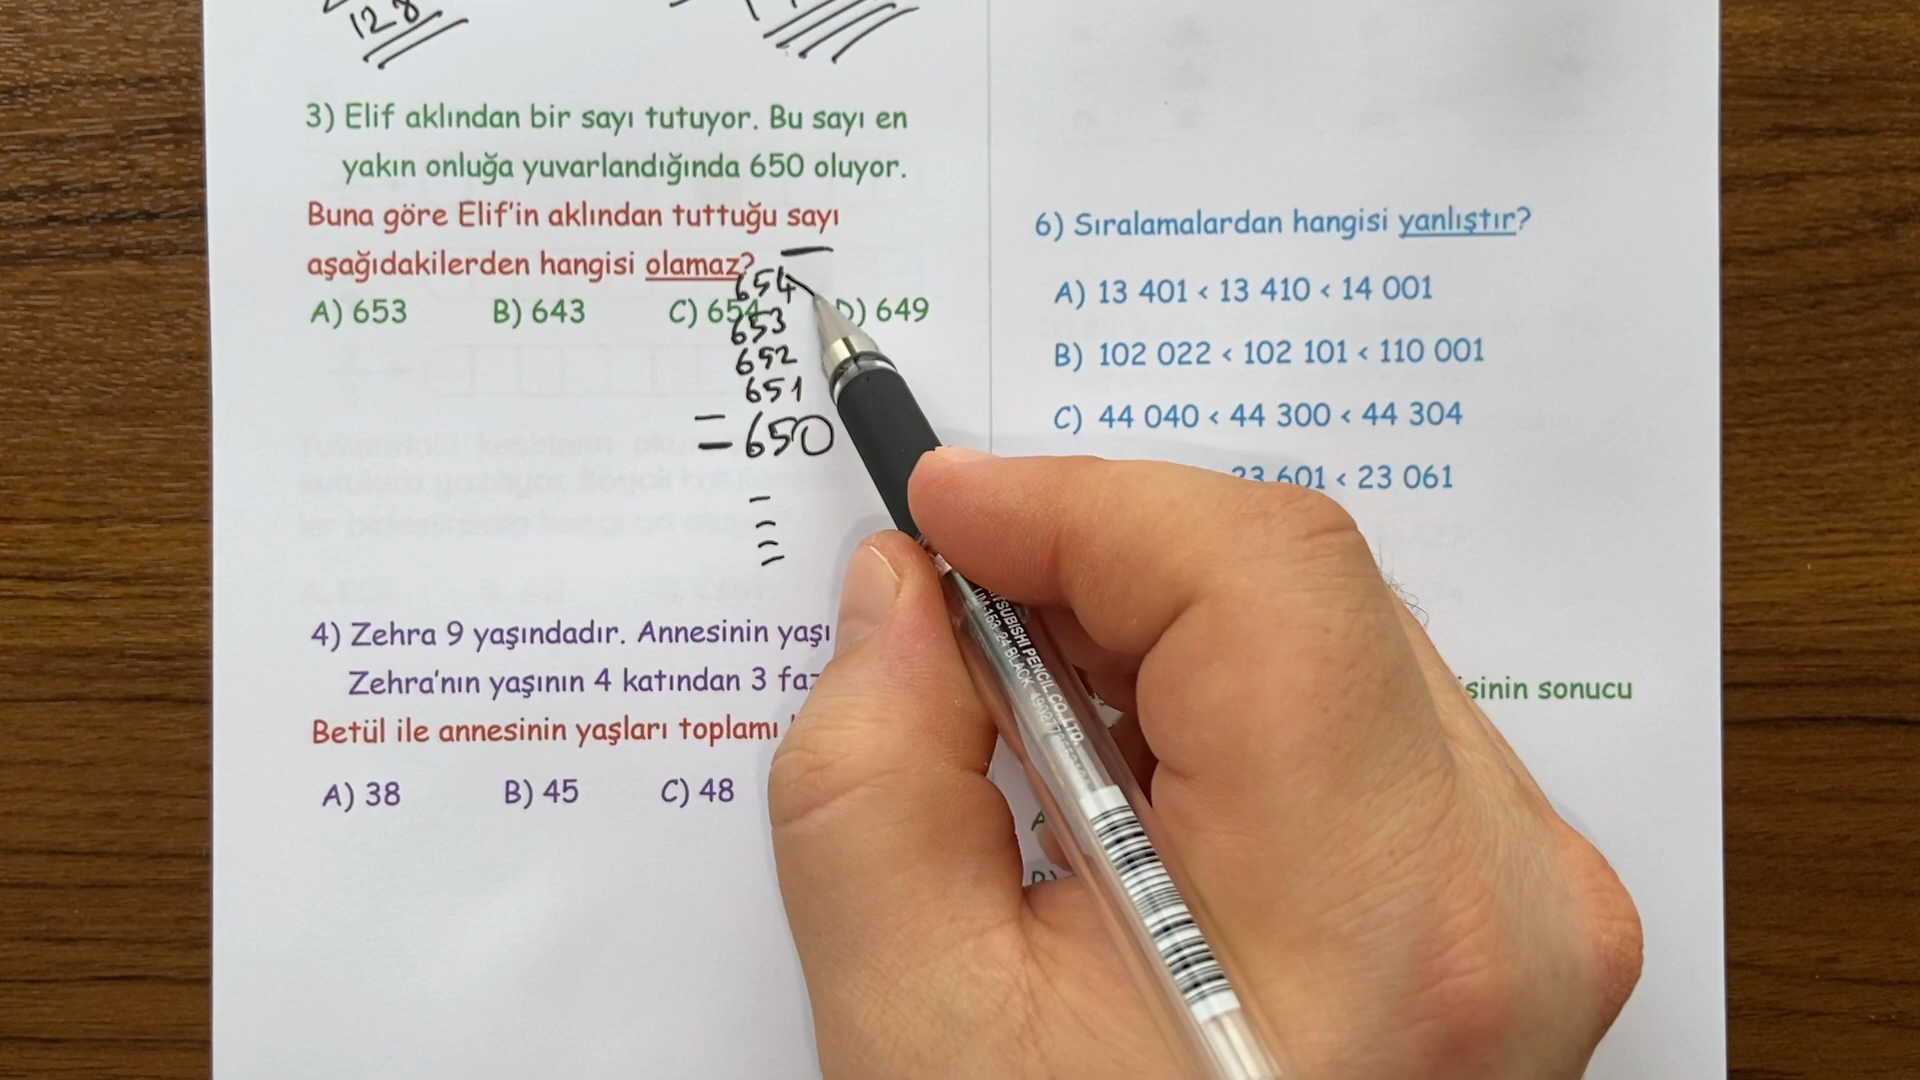 128
3) Elif aklından bir sayı tutuyor. Bu sayı en
yakın onluğa yuvarlandığında 650 oluyor.
Buna göre Elif'in aklından tuttuğu sayı
aşağıdakilerden hangisi olamaz?
A) 653 B) 643 C) 654 D) 649
654
653
652
651
= 650
4) Zehra 9 yaşındadır. Annesinin yaşı
Zehra'nın yaşının 4 katından 3
Betül ile annesinin yaşları toplamı
A) 38 B) 45 C) 48
6) Sıralamalardan hangisi yanlıştır?
A) 13 401 < 13 410 < 14 001
B) 102 022 < 102 101 < 110 001
C) 44 040 < 44 300 < 44 304
23 601 < 23 061
sonucu
MITSUBISHI PENCIL CO., LTD.